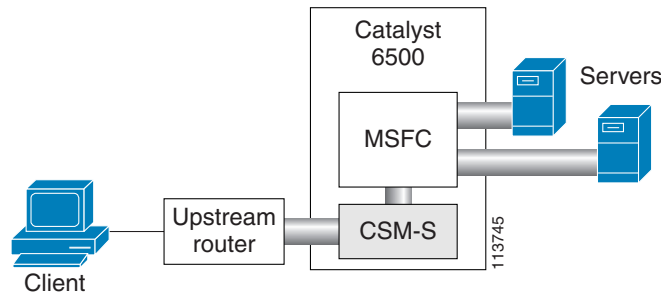 Catalyst
6500
Servers
MSFC
Upstream
router
CSM-S
Client
113745